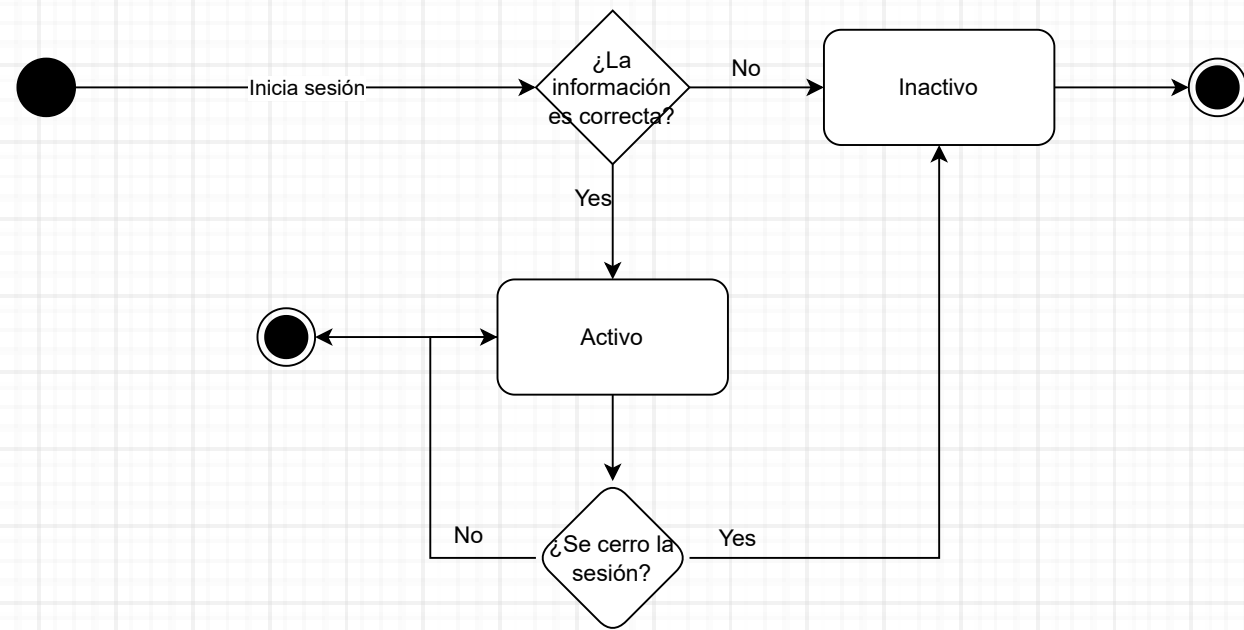 ¿La
información
es correcta?
Inicia sesión
No
Inactivo
Yes
Activo
No
¿Se cerro la
sesión?
Yes